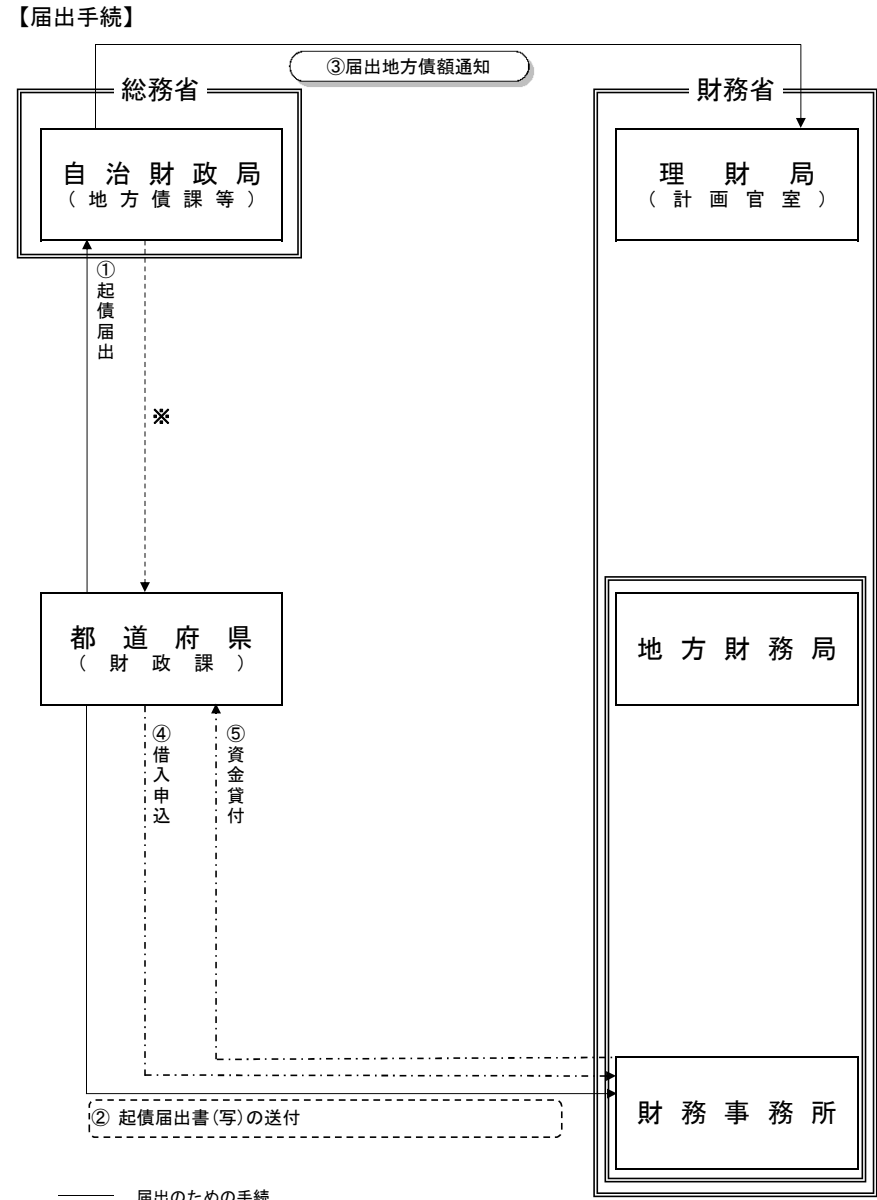 【届出手続】
③届出地方債額通知
総務省
財務省
自治財政局
(地方債課等)
理財局
(計画官室)
①起債届出
※
都道府県
(財政課)
地方財務局
④借入申込
⑤資金貸付
財務事務所
② 起債届出書(写)の送付
届出のための手続